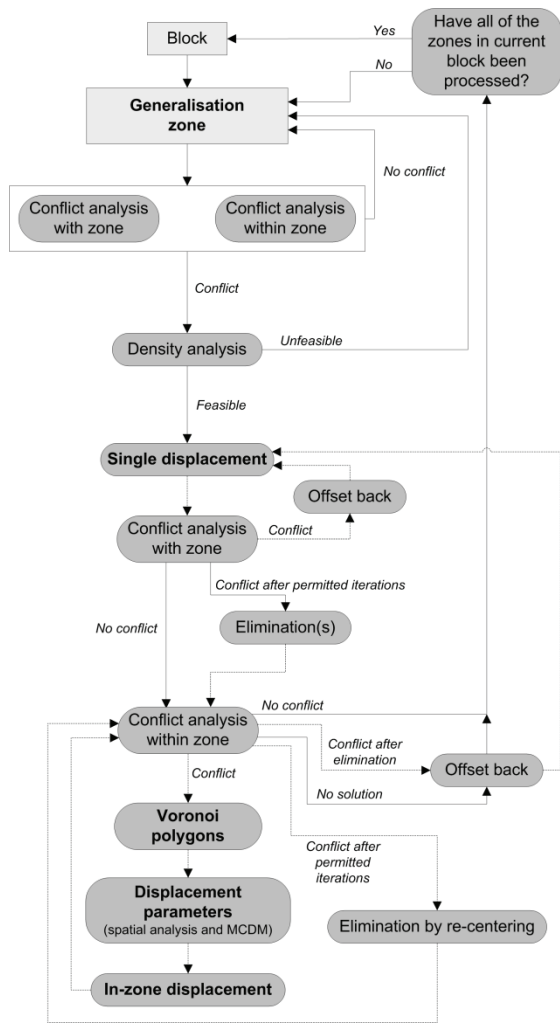 Block
Yes
Have all of the
zones in current
block been
processed?
No
Generalisation
zone
No conflict
Conflict analysis
with zone
Conflict analysis
within zone
Conflict
Density analysis
Unfeasible
Feasible
Single displacement
Offset back
Conflict analysis
with zone
Conflict
Conflict after permitted iterations
No conflict
Elimination(s)
No conflict
Conflict analysis
within zone
Conflict after
elimination
Offset back
Conflict
No solution
Voronoi
polygons
Conflict after
permitted
iterations
Displacement
parameters
(spatial analysis and MCDM)
Elimination by re-centering
In-zone displacement